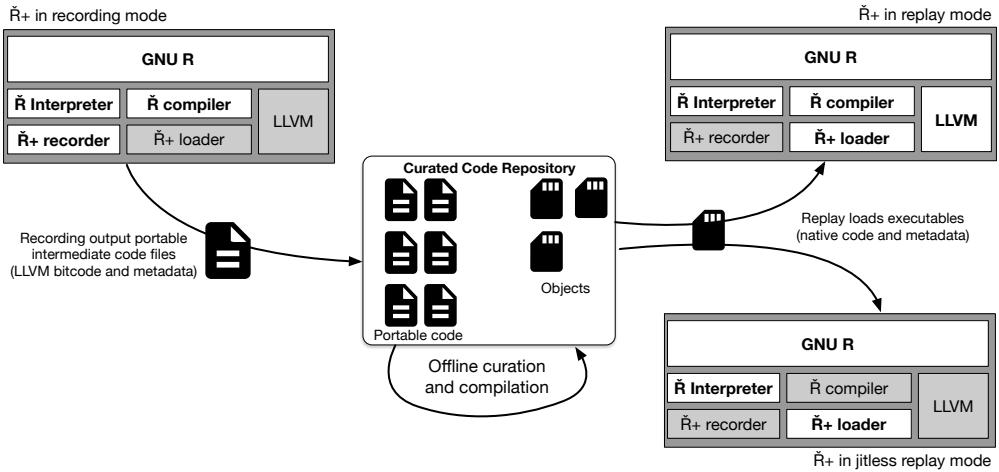 Ř+ in recording mode
GNU R
Ř Interpreter
Ř compiler
LLVM
Ř+ recorder
Ř+ loader
Recording output portable
intermediate code files
(LLVM bitcode and metadata)
Curated Code Repository
Portable code
Objects
Offline curation
and compilation
Ř+ in replay mode
GNU R
Ř Interpreter
Ř compiler
LLVM
Ř+ recorder
Ř+ loader
Replay loads executables
(native code and metadata)
GNU R
Ř Interpreter
Ř compiler
LLVM
Ř+ recorder
Ř+ loader
Ř+ in jitless replay mode